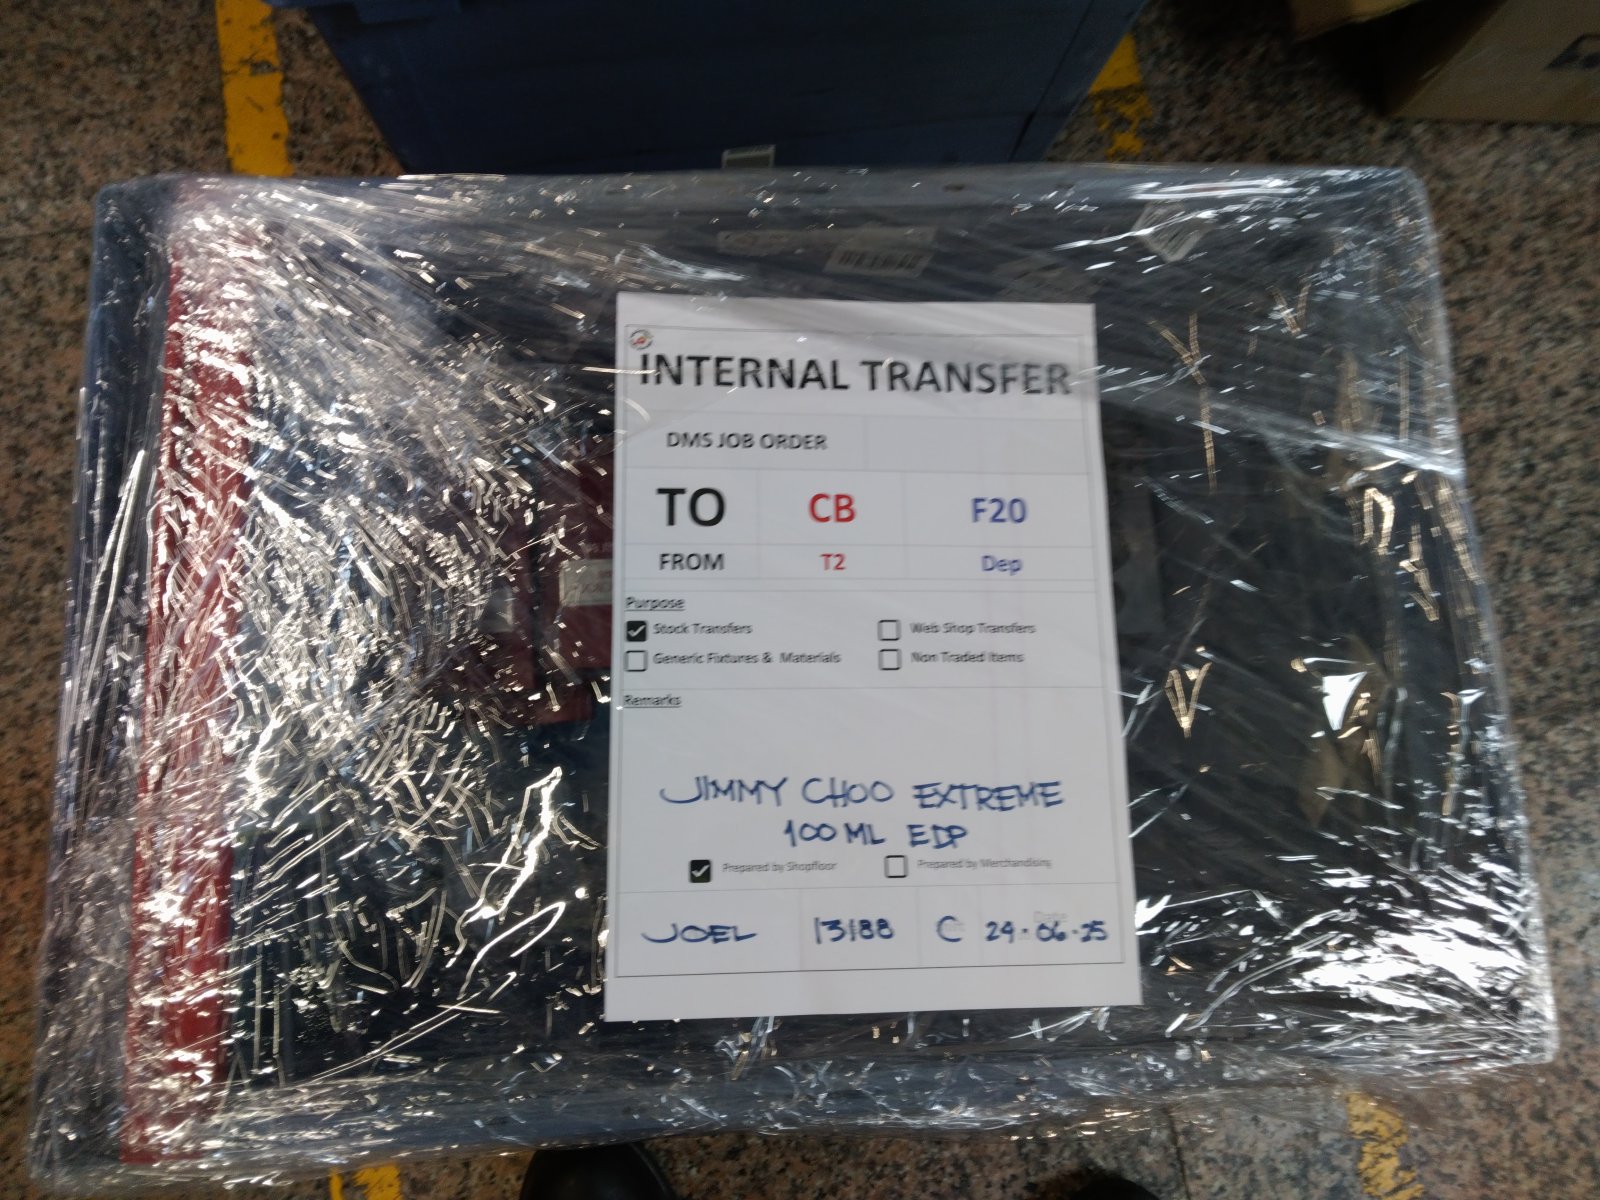 INTERNAL TRANSFER
DMS JOB ORDER
TO CB F20
FROM T2 Dep
Purpose
Stock Transfers Web Shop Transfers
Generic Fixtures & Materials Non Traded Items
Remarks
JIMMY CHOO EXTREME
100 ML EDP
Prepared by Shopfloor Prepared by Merchandising
Date
JOEL 13188 C 24.06.25